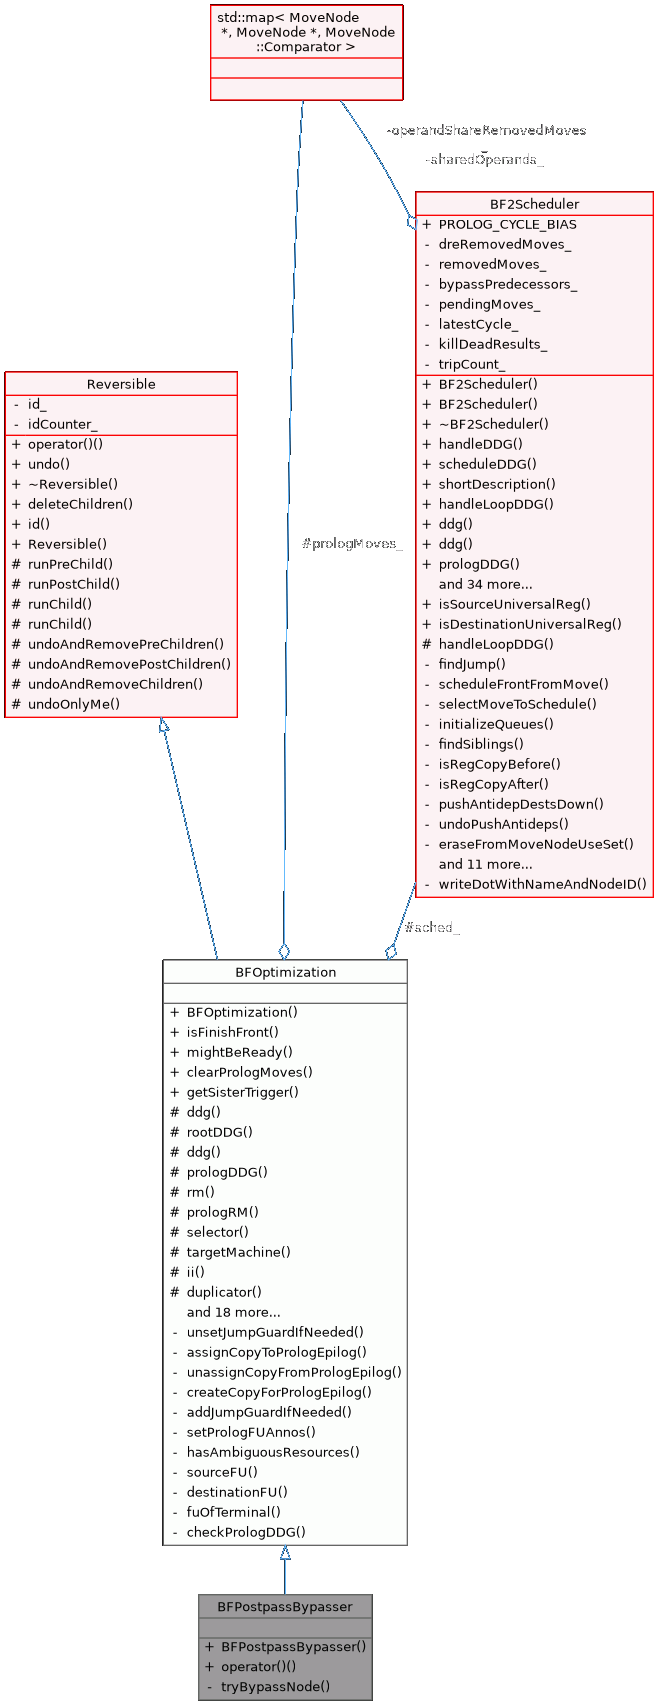 std::map< MoveNode
*, MoveNode *, MoveNode
::Comparator >
-operandShareRemovedMoves
_
-sharedOperands_
BF2Scheduler
+ PROLOG_CYCLE_BIAS
- dreRemovedMoves_
- removedMoves_
- bypassPredecessors_
- pendingMoves_
- latestCycle_
- killDeadResults_
- tripCount_
+ BF2Scheduler()
+ BF2Scheduler()
+ ~BF2Scheduler()
+ handleDDG()
+ scheduleDDG()
+ shortDescription()
+ handleLoopDDG()
+ ddg()
+ ddg()
+ prologDDG()
and 34 more...
+ isSourceUniversalReg()
+ isDestinationUniversalReg()
# handleLoopDDG()
- findJump()
- scheduleFrontFromMove()
- selectMoveToSchedule()
- initializeQueues()
- findSiblings()
- isRegCopyBefore()
- isRegCopyAfter()
- pushAntidepDestsDown()
- undoPushAntideps()
- eraseFromMoveNodeUseSet()
and 11 more...
- writeDotWithNameAndNodeID()
Reversible
- id_
- idCounter_
+ operator()()
+ undo()
+ ~Reversible()
+ deleteChildren()
+ id()
+ Reversible()
# runPreChild()
# runPostChild()
# runChild()
# runChild()
# undoAndRemovePreChildren()
# undoAndRemovePostChildren()
# undoAndRemoveChildren()
# undoOnlyMe()
#prologMoves_
#sched_
BFOptimization
+ BFOptimization()
+ isFinishFront()
+ mightBeReady()
+ clearPrologMoves()
+ getSisterTrigger()
# ddg()
# rootDDG()
# ddg()
# prologDDG()
# rm()
# prologRM()
# selector()
# targetMachine()
# ii()
# duplicator()
and 18 more...
- unsetJumpGuardIfNeeded()
- assignCopyToPrologEpilog()
- unassignCopyFromPrologEpilog()
- createCopyForPrologEpilog()
- addJumpGuardIfNeeded()
- setPrologFUAnnos()
- hasAmbiguousResources()
- sourceFU()
- destinationFU()
- fuOfTerminal()
- checkPrologDDG()
BFPostpassBypasser
+ BFPostpassBypasser()
+ operator()()
- tryBypassNode()